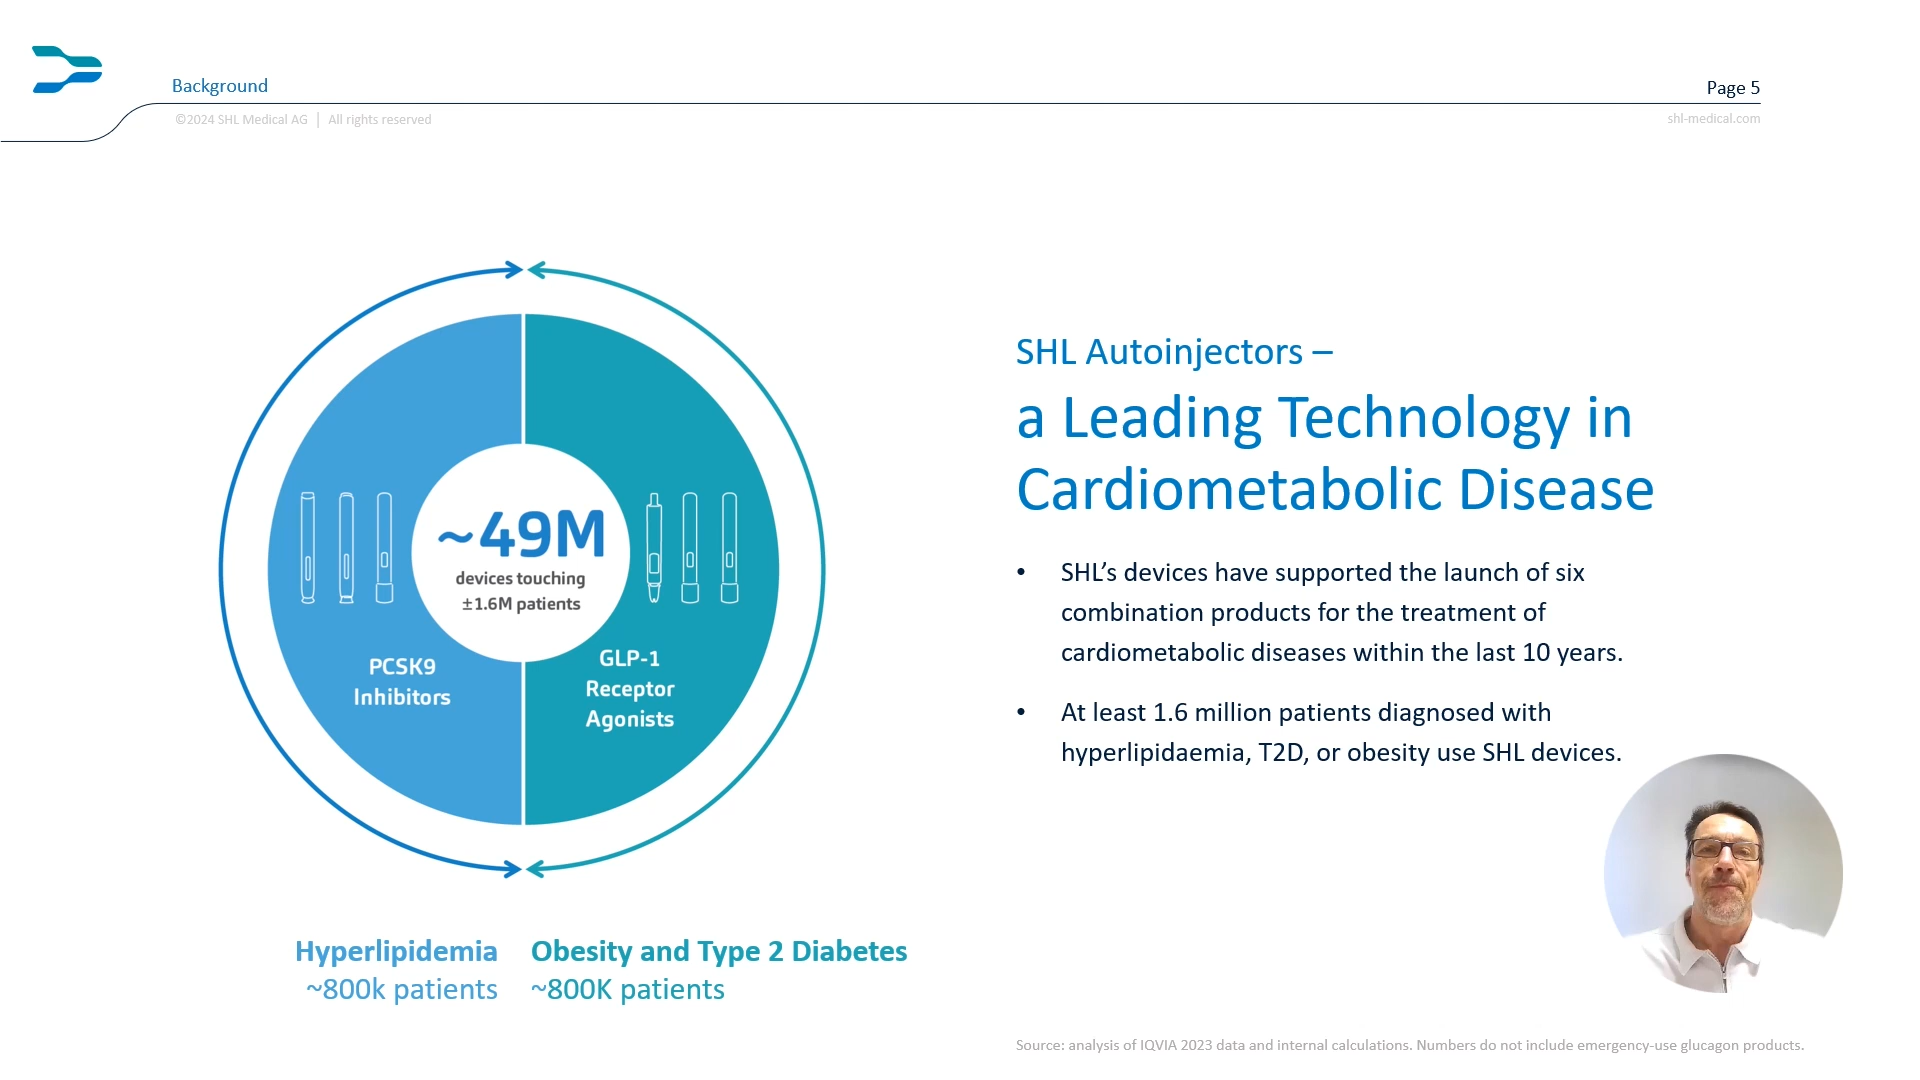 Background
Page 5
©2024 SHL Medical AG | All rights reserved
shl-medical.com
~49M
devices touching
±1.6M patients
PCSK9
Inhibitors
GLP-1
Receptor
Agonists
Hyperlipidemia
~800k patients
Obesity and Type 2 Diabetes
~800K patients
SHL Autoinjectors –
a Leading Technology in
Cardiometabolic Disease
• SHL’s devices have supported the launch of six
combination products for the treatment of
cardiometabolic diseases within the last 10 years.
• At least 1.6 million patients diagnosed with
hyperlipidaemia, T2D, or obesity use SHL devices.
Source: analysis of IQVIA 2023 data and internal calculations. Numbers do not include emergency-use glucagon products.